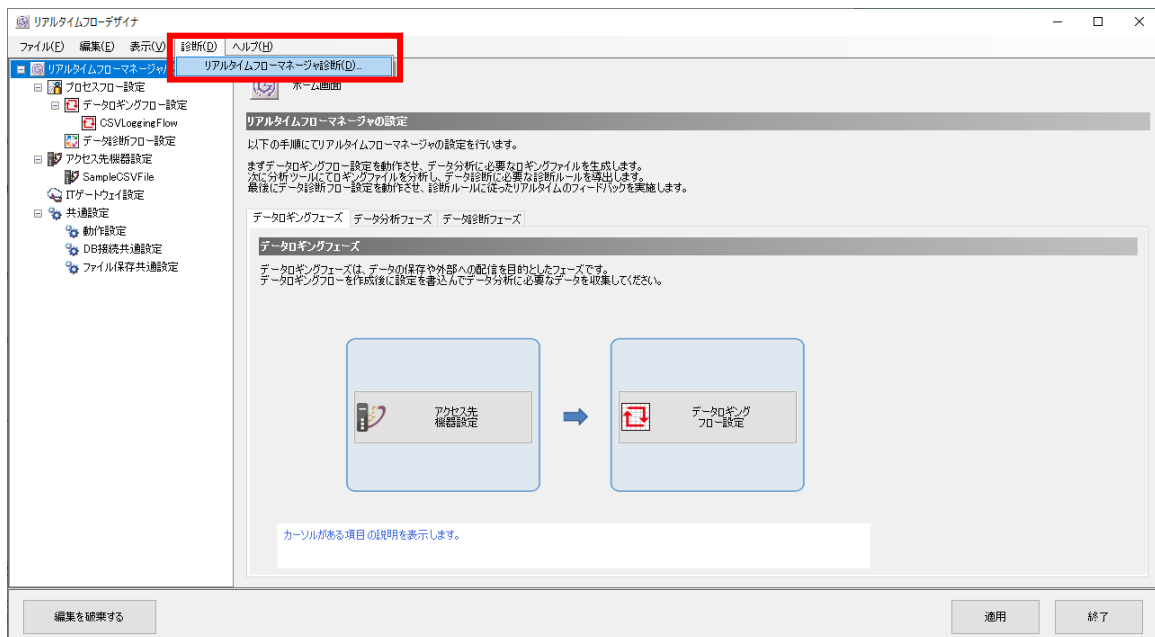 リアルタイムフローデザイナ
ファイル(F) 編集(E) 表示(V) 診断(D) ヘルプ(H)
リアルタイムフローマネージャ診断(D)...
リアルタイムフローマネージャ/
プロセスフロー設定
データロギングフロー設定
CSVLoggingFlow
データ診断フロー設定
アクセス先機器設定
SampleCSVFile
ITゲートウェイ設定
共通設定
動作設定
DB接続共通設定
ファイル保存共通設定
ホーム画面
リアルタイムフローマネージャの設定
以下の手順にてリアルタイムフローマネージャの設定を行います。
まずデータロギングフロー設定を動作させ、データ分析に必要なロギングファイルを生成します。
次に分析ツールにてロギングファイルを分析し、データ診断に必要な診断ルールを導出します。
最後にデータ診断フロー設定を動作させ、診断ルールに従ったリアルタイムのフィードバックを実施します。
データロギングフェーズ データ分析フェーズ データ診断フェーズ
データロギングフェーズ
データロギングフェーズは、データの保存や外部への配信を目的としたフェーズです。
データロギングフローを作成後に設定を書込んでデータ分析に必要なデータを収集してください。
アクセス先
機器設定
データロギング
フロー設定
カーソルがある項目の説明を表示します。
編集を破棄する 適用 終了